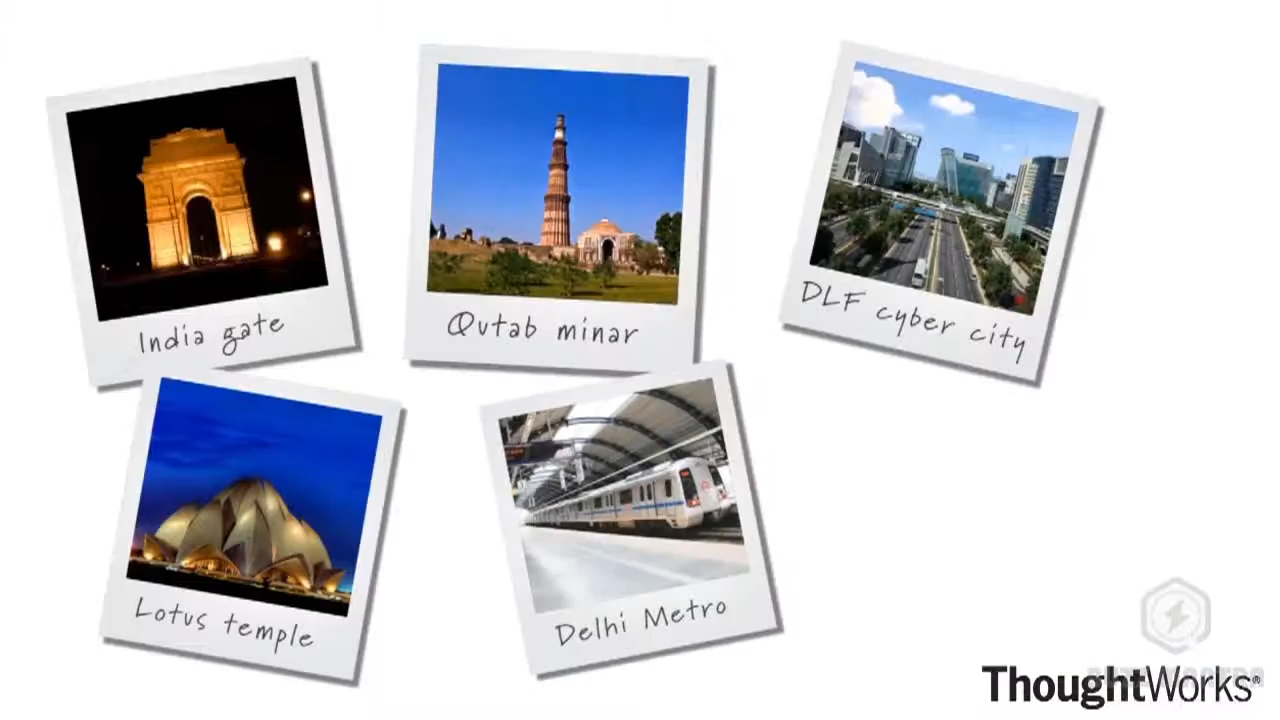 India gate
Qutab minar
DLF cyber city
Lotus temple
Delhi Metro
ThoughtWorks®